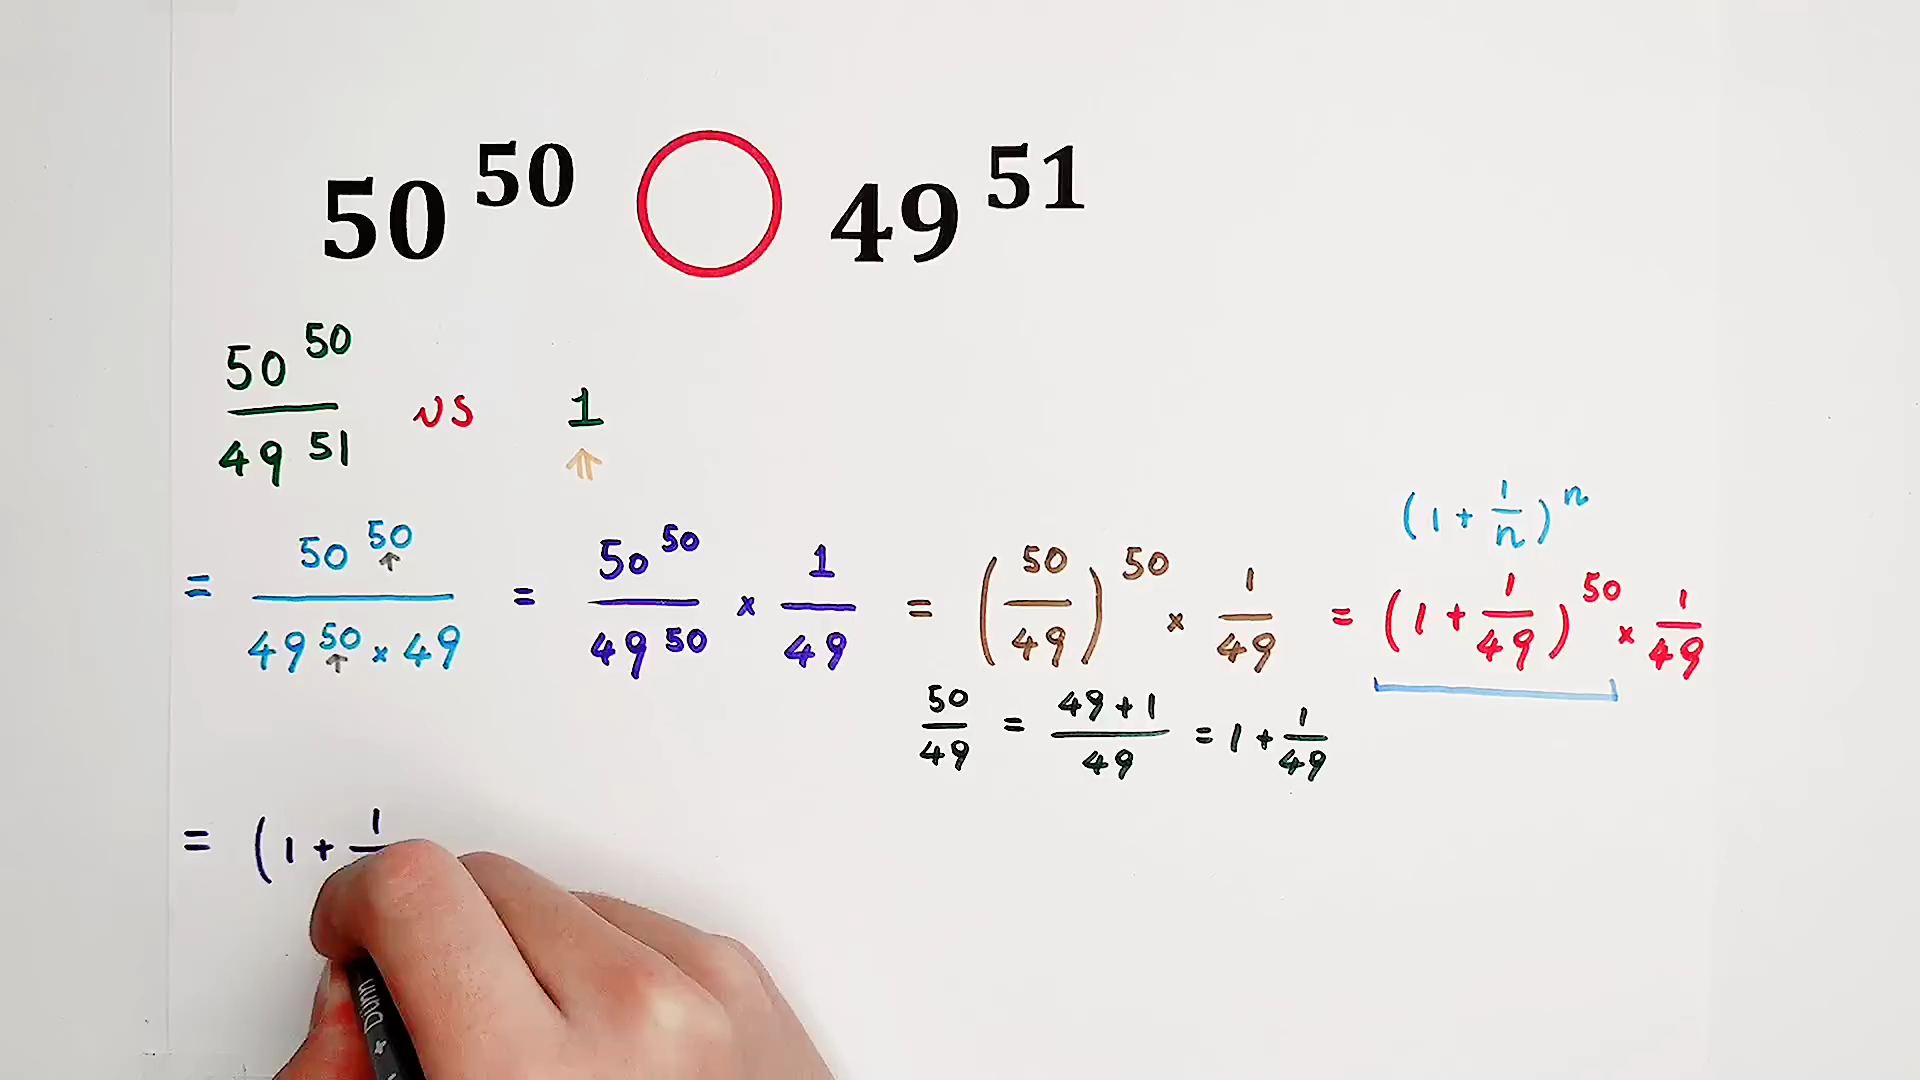 50^50 ◯ 49^51
50^50 / 49^51 vs 1
⇑
(1 + 1/n)^n
= 50^50 / (49^50 × 49) = 50^50 / 49^50 × 1/49 = (50/49)^50 × 1/49 = (1 + 1/49)^50 × 1/49
50/49 = (49+1)/49 = 1 + 1/49
= (1 + 1
Dünn